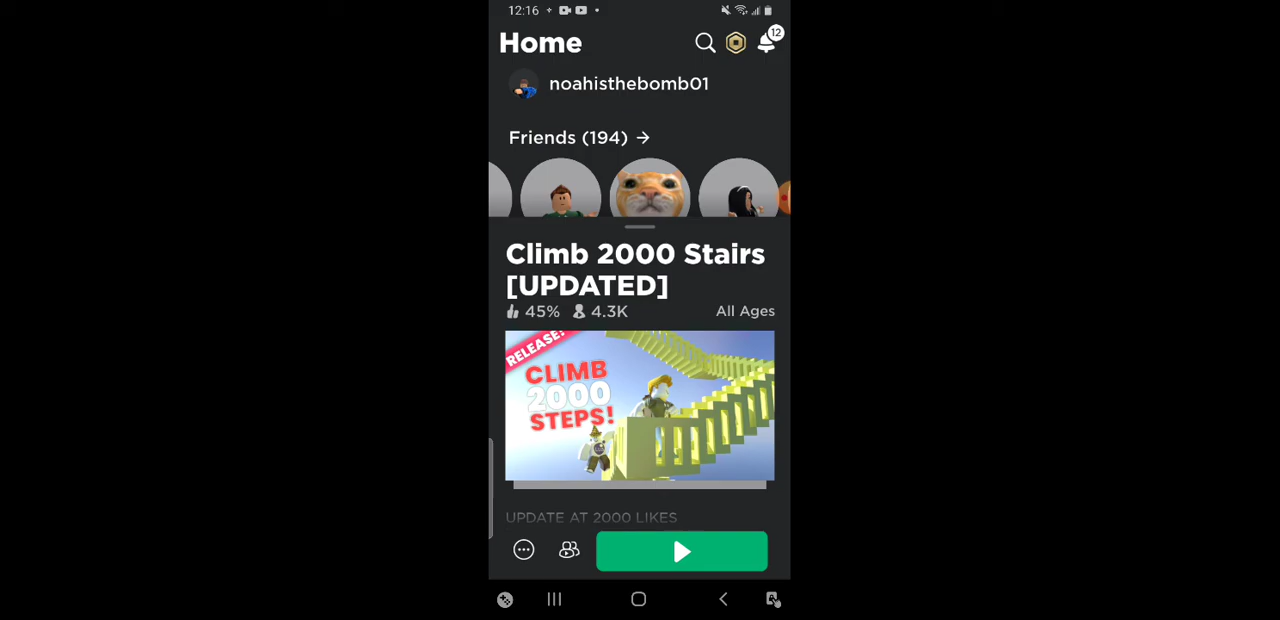 12:16
Home
12
noahisthebomb01
Friends (194) →
Climb 2000 Stairs
[UPDATED]
45% 4.3K All Ages
RELEASE!
CLIMB
2000
STEPS!
UPDATE AT 2000 LIKES